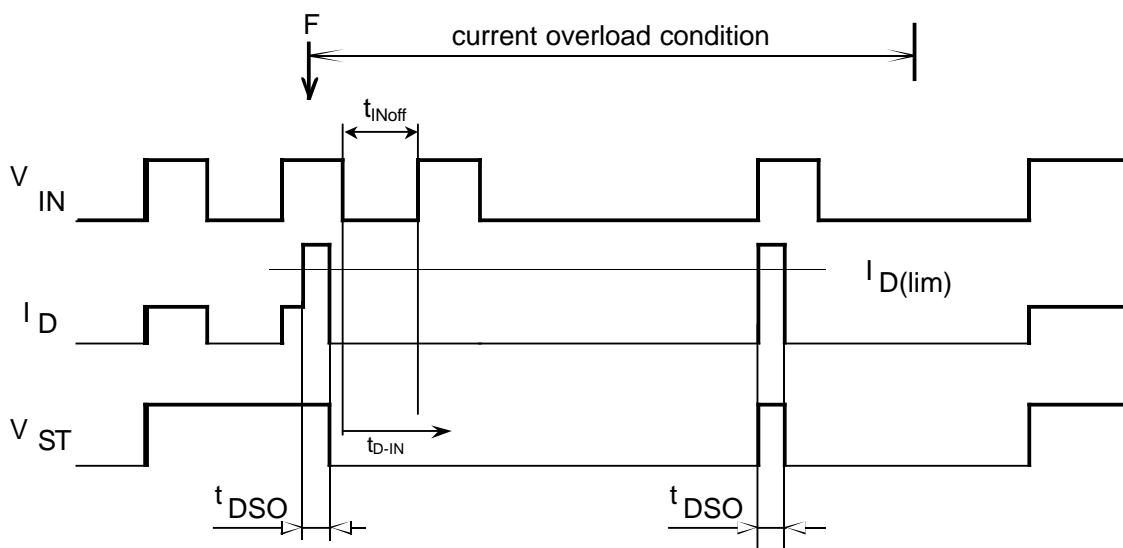 F
current overload condition
tINoff
V IN
I D(lim)
I D
V ST
tD-IN
t DSO
t DSO